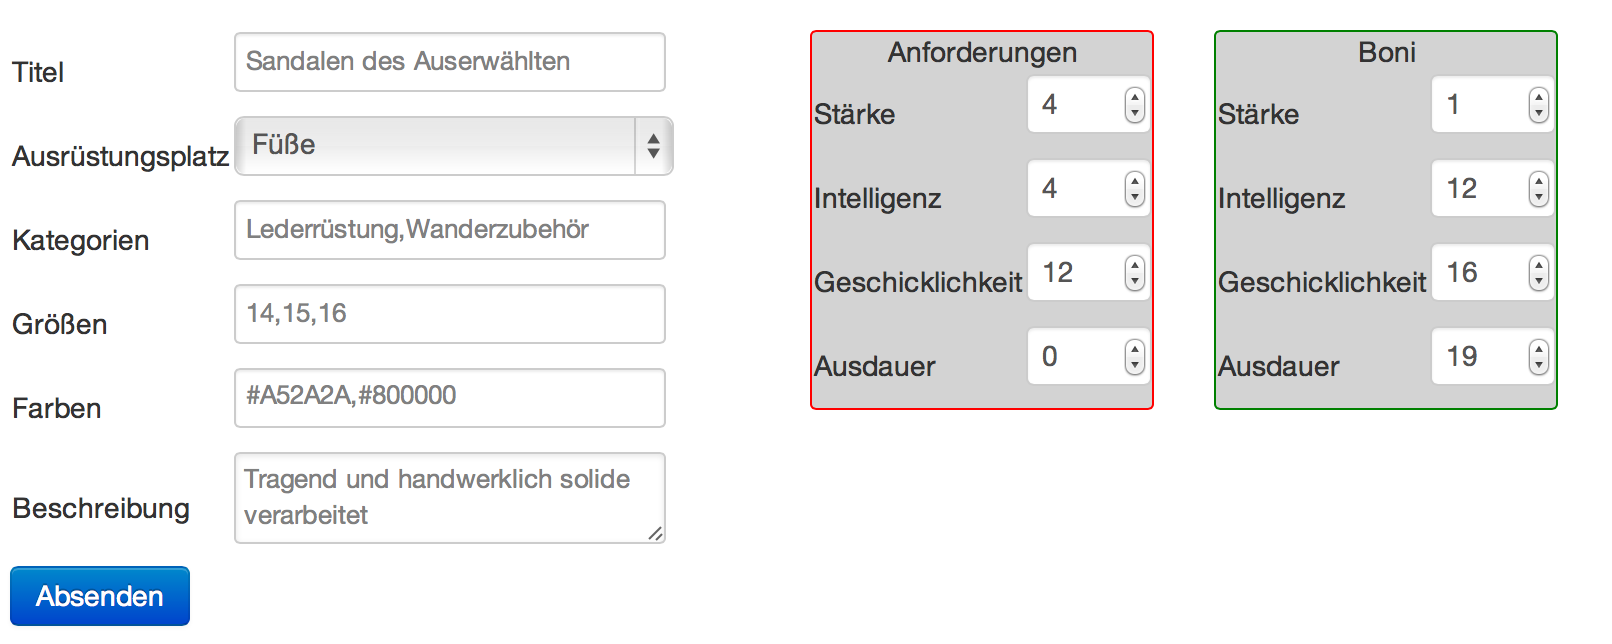 Titel Sandalen des Auserwählten
Ausrüstungsplatz Füße
Kategorien Lederrüstung,Wanderzubehör
Größen 14,15,16
Farben #A52A2A,#800000
Beschreibung Tragend und handwerklich solide
verarbeitet
Absenden
Anforderungen
Stärke 4
Intelligenz 4
Geschicklichkeit 12
Ausdauer 0
Boni
Stärke 1
Intelligenz 12
Geschicklichkeit 16
Ausdauer 19